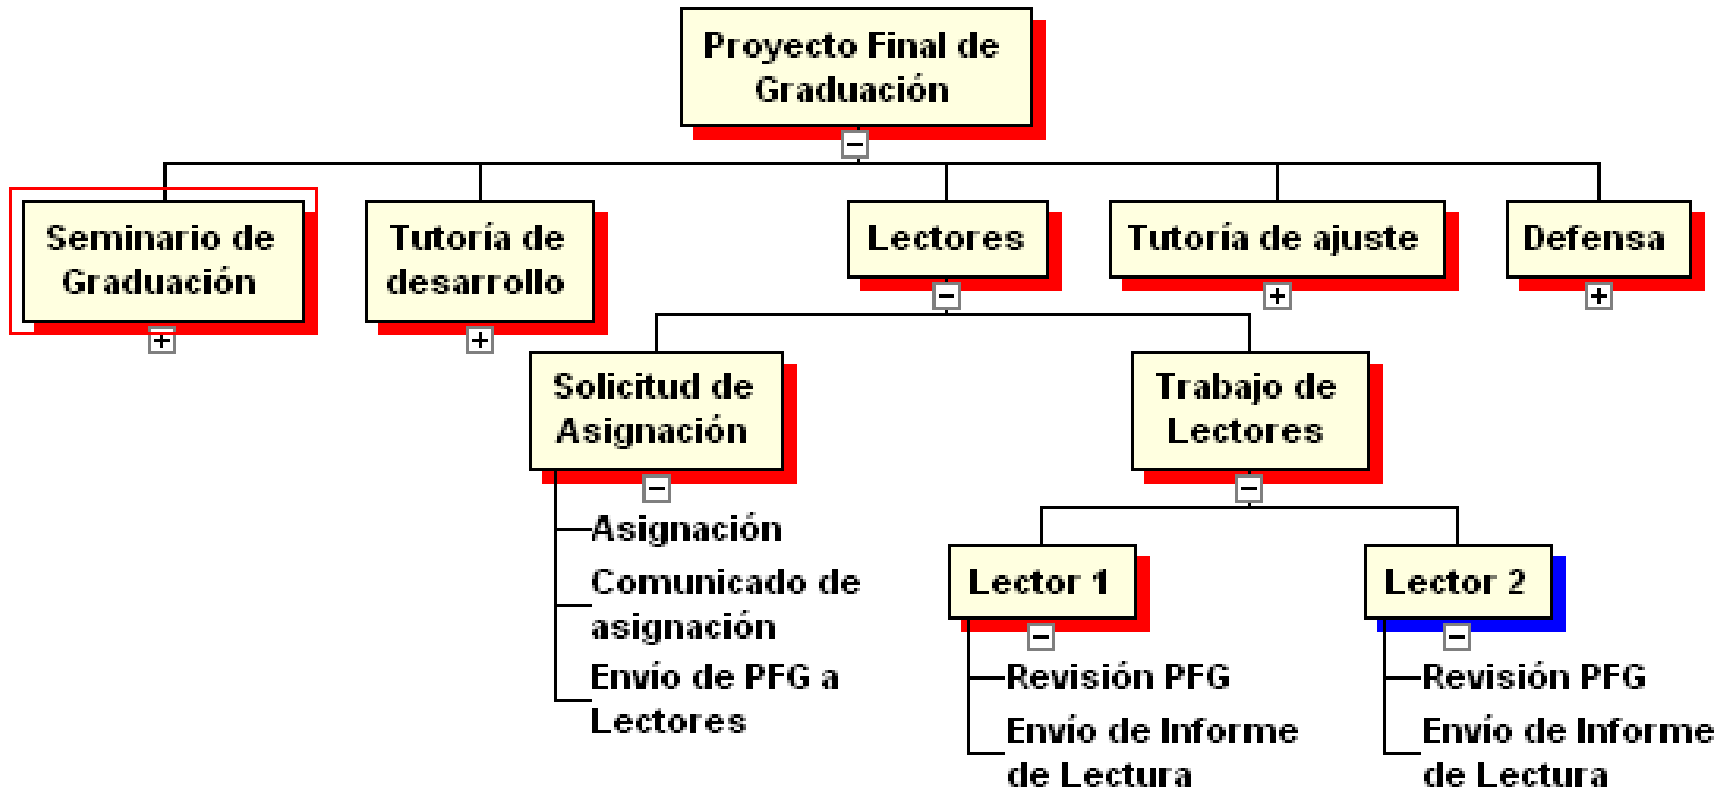 Proyecto Final de
Graduación
Seminario de
Graduación
Tutoría de
desarrollo
Lectores
Tutoría de ajuste
Defensa
Solicitud de
Asignación
Trabajo de
Lectores
Asignación
Comunicado de
asignación
Envío de PFG a
Lectores
Lector 1
Revisión PFG
Envío de Informe
de Lectura
Lector 2
Revisión PFG
Envío de Informe
de Lectura